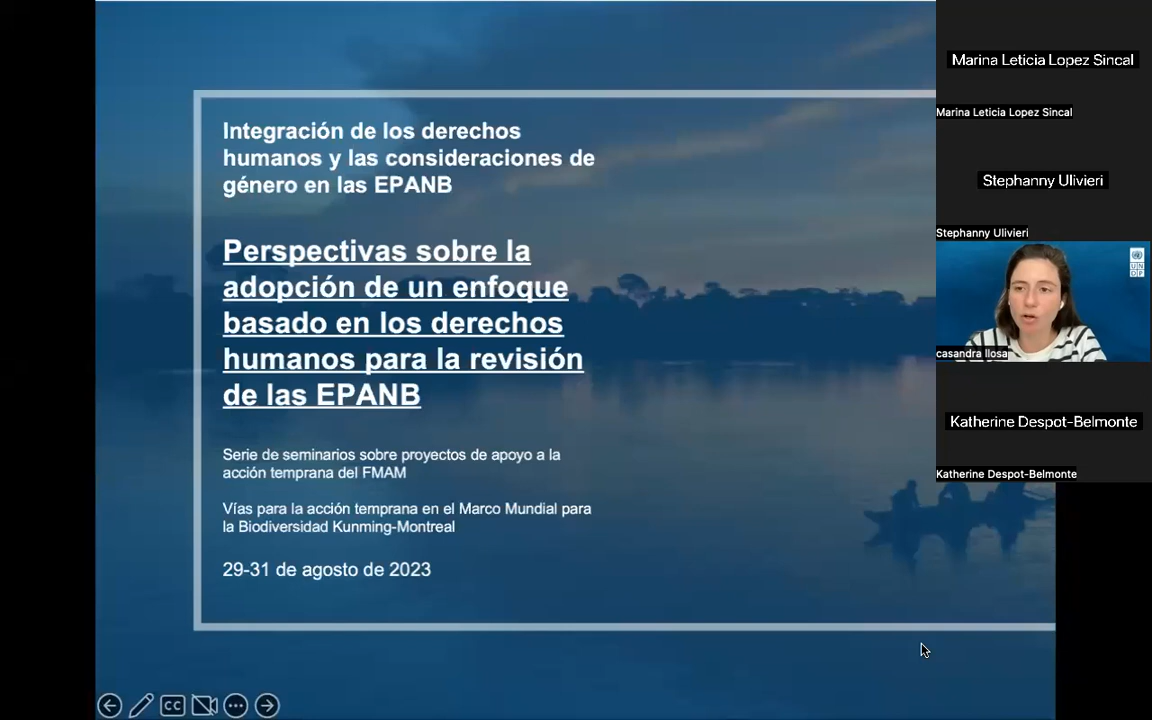 Integración de los derechos
humanos y las consideraciones de
género en las EPANB
Perspectivas sobre la
adopción de un enfoque
basado en los derechos
humanos para la revisión
de las EPANB
Serie de seminarios sobre proyectos de apoyo a la
acción temprana del FMAM
Vías para la acción temprana en el Marco Mundial para
la Biodiversidad Kunming-Montreal
29-31 de agosto de 2023
Marina Leticia Lopez Sincal
Marina Leticia Lopez Sincal
Stephanny Ulivieri
Stephanny Ulivieri
UN
DP
casandra llosa
Katherine Despot-Belmonte
Katherine Despot-Belmonte
CC